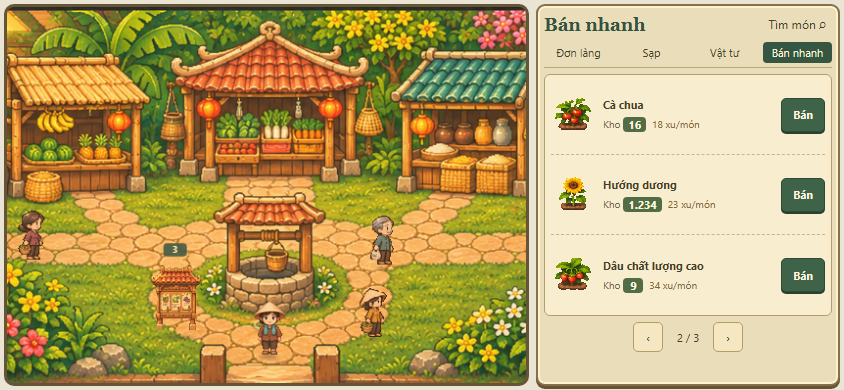 Bán nhanh
Tìm món
Đơn làng Sạp Vật tư Bán nhanh
Cà chua
Kho 16 18 xu/món
Bán
Hướng dương
Kho 1.234 23 xu/món
Bán
Dâu chất lượng cao
Kho 9 34 xu/món
Bán
‹ 2 / 3 ›
3